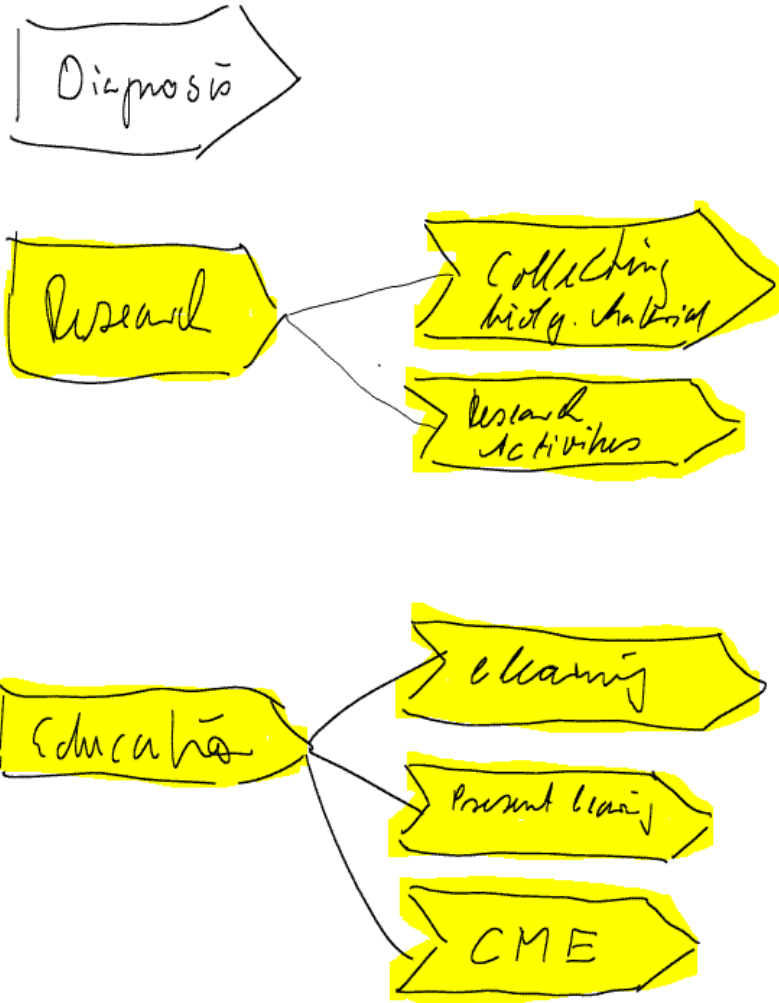 Diagnosis
Research
Collecting
biolog. Material
Research
Activities
Education
elearning
Present learning
CME